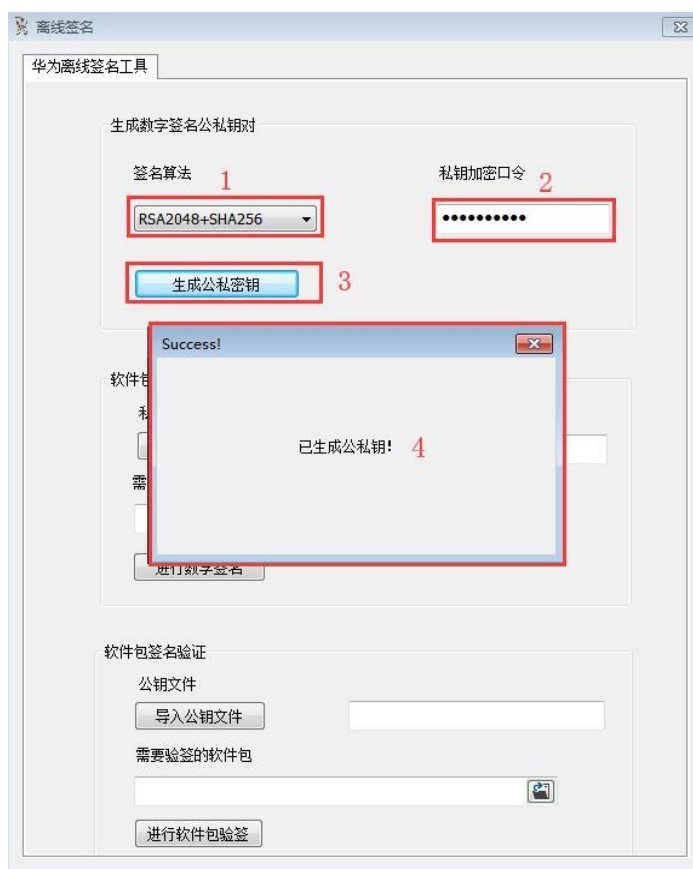 离线签名
华为离线签名工具
生成数字签名公私钥对
签名算法 1
私钥加密口令 2
RSA2048+SHA256
••••••••••
生成公私密钥 3
Success!
软件包
已生成公私钥! 4
需
进行数字签名
软件包签名验证
公钥文件
导入公钥文件
需要验签的软件包
进行软件包验签